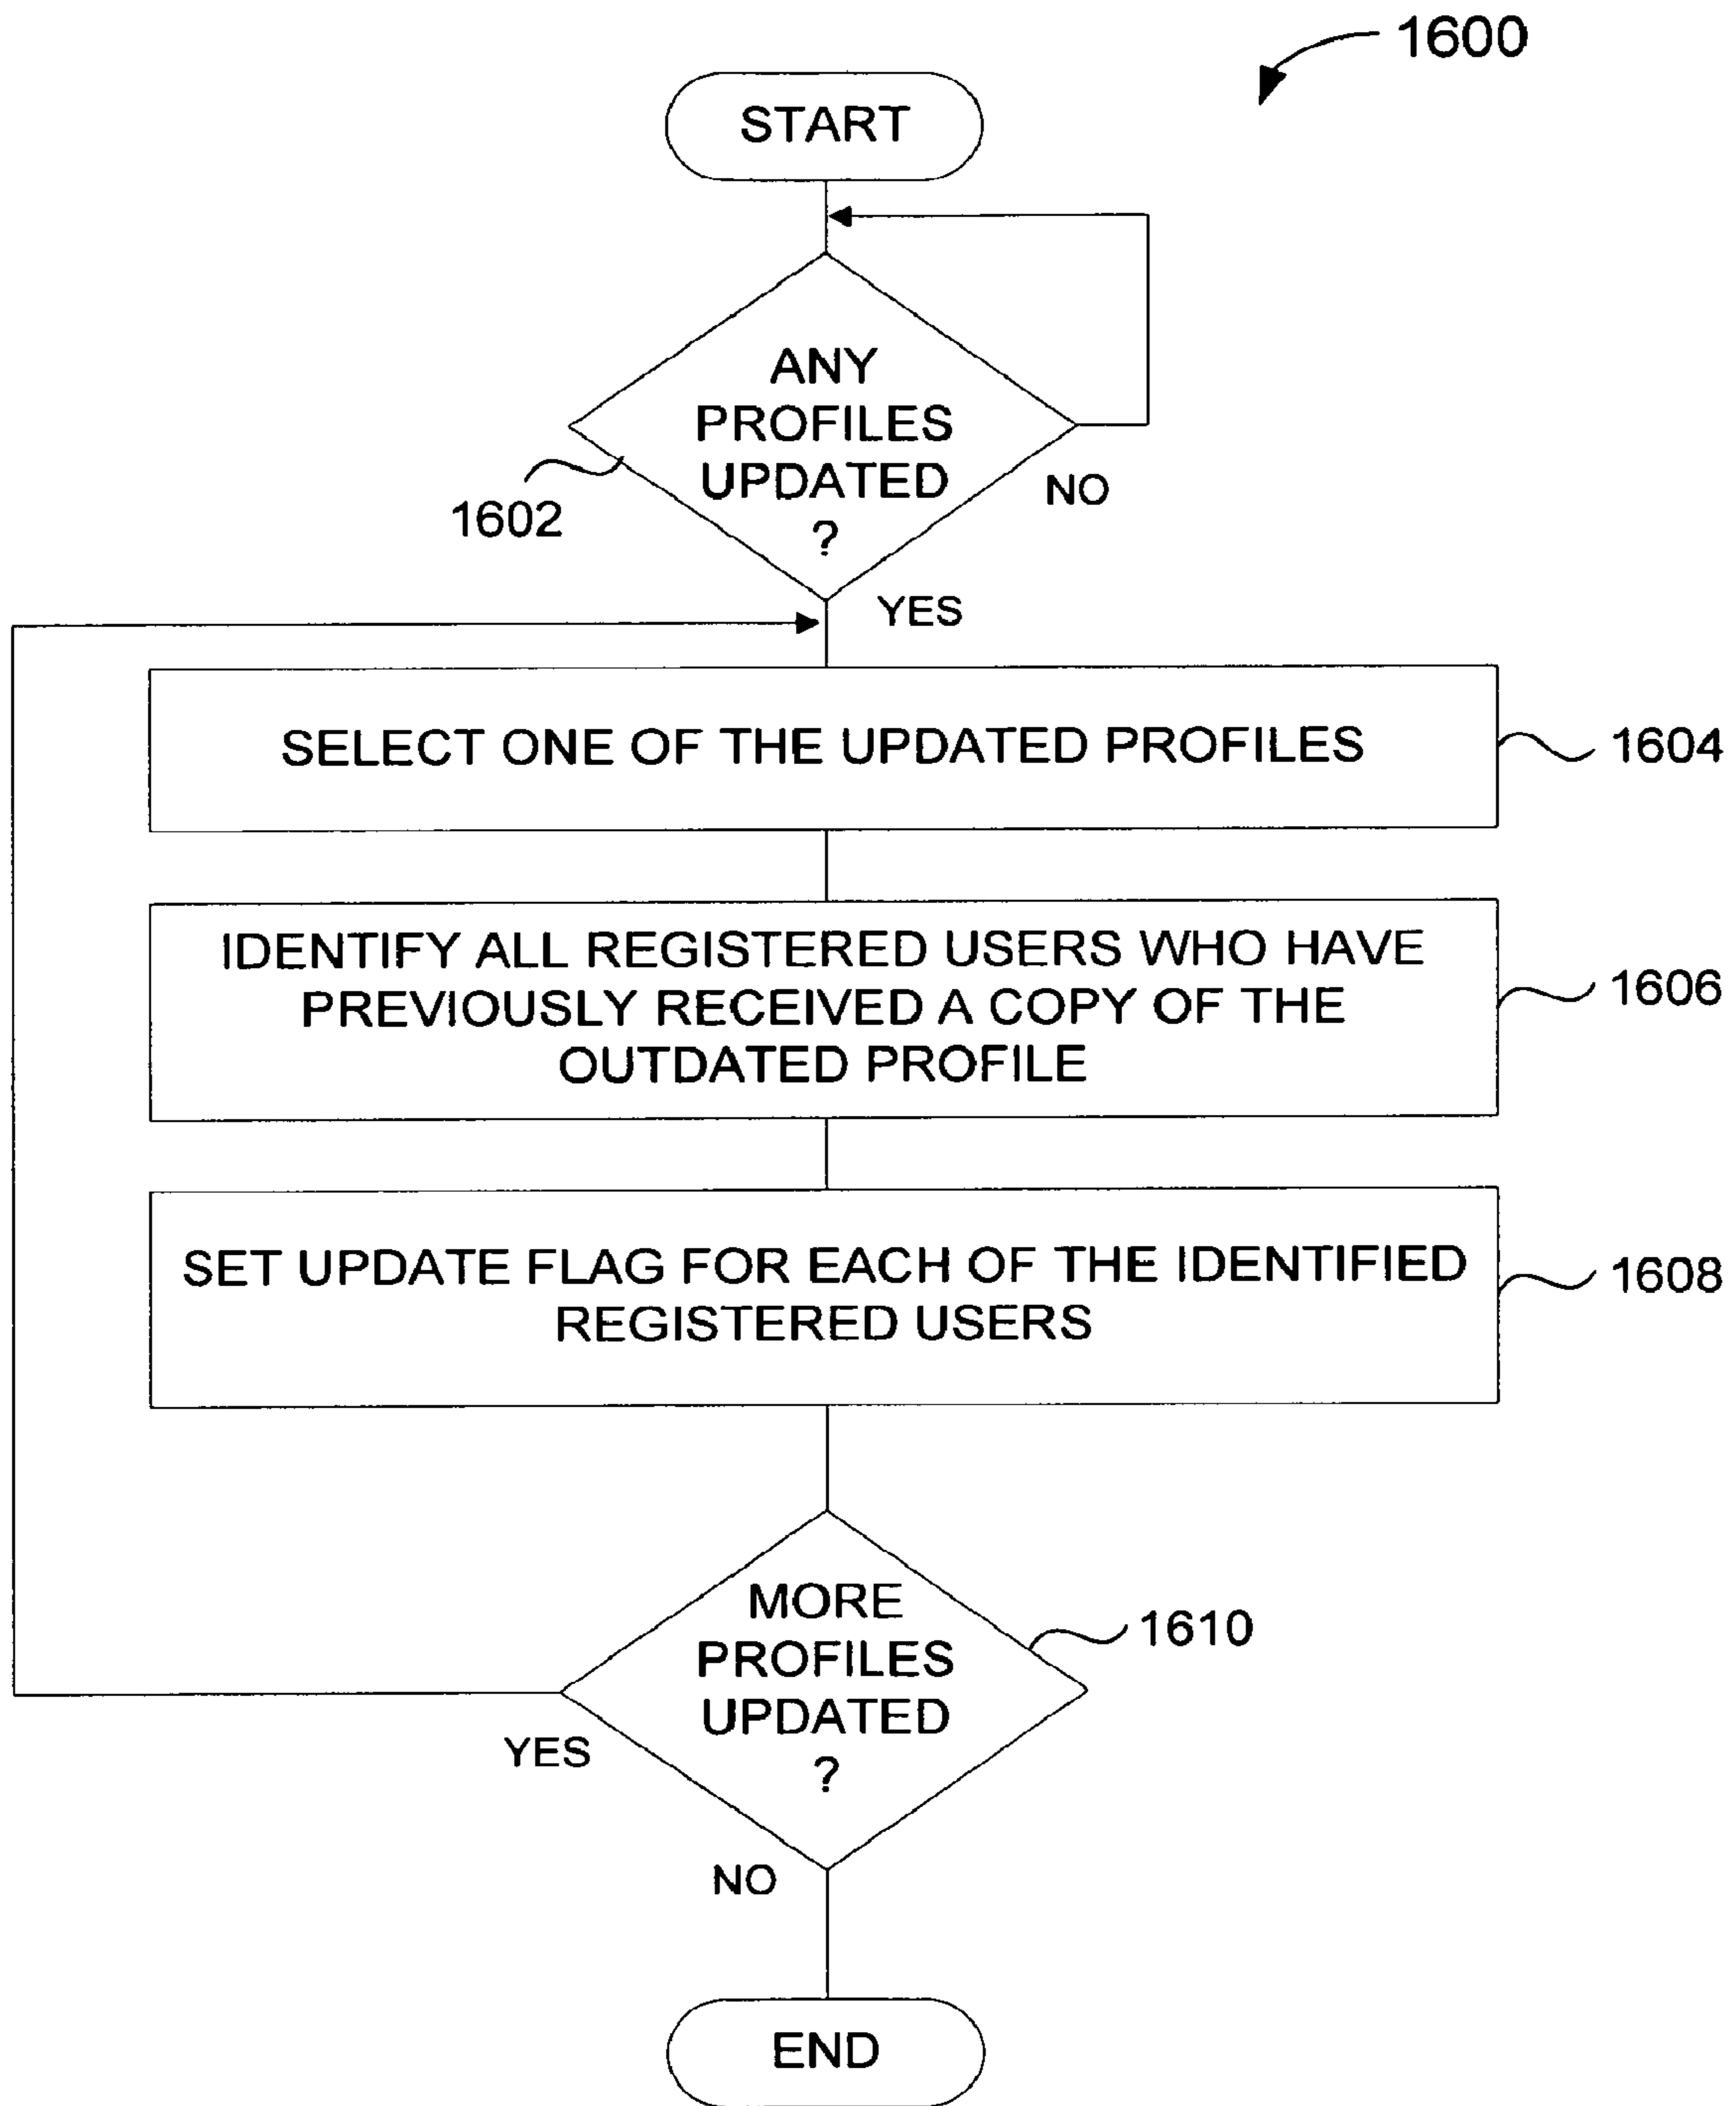 1600
START
ANY
PROFILES
UPDATED
?
NO
1602
YES
SELECT ONE OF THE UPDATED PROFILES
1604
IDENTIFY ALL REGISTERED USERS WHO HAVE
PREVIOUSLY RECEIVED A COPY OF THE
OUTDATED PROFILE
1606
SET UPDATE FLAG FOR EACH OF THE IDENTIFIED
REGISTERED USERS
1608
MORE
PROFILES
UPDATED
?
1610
YES
NO
END